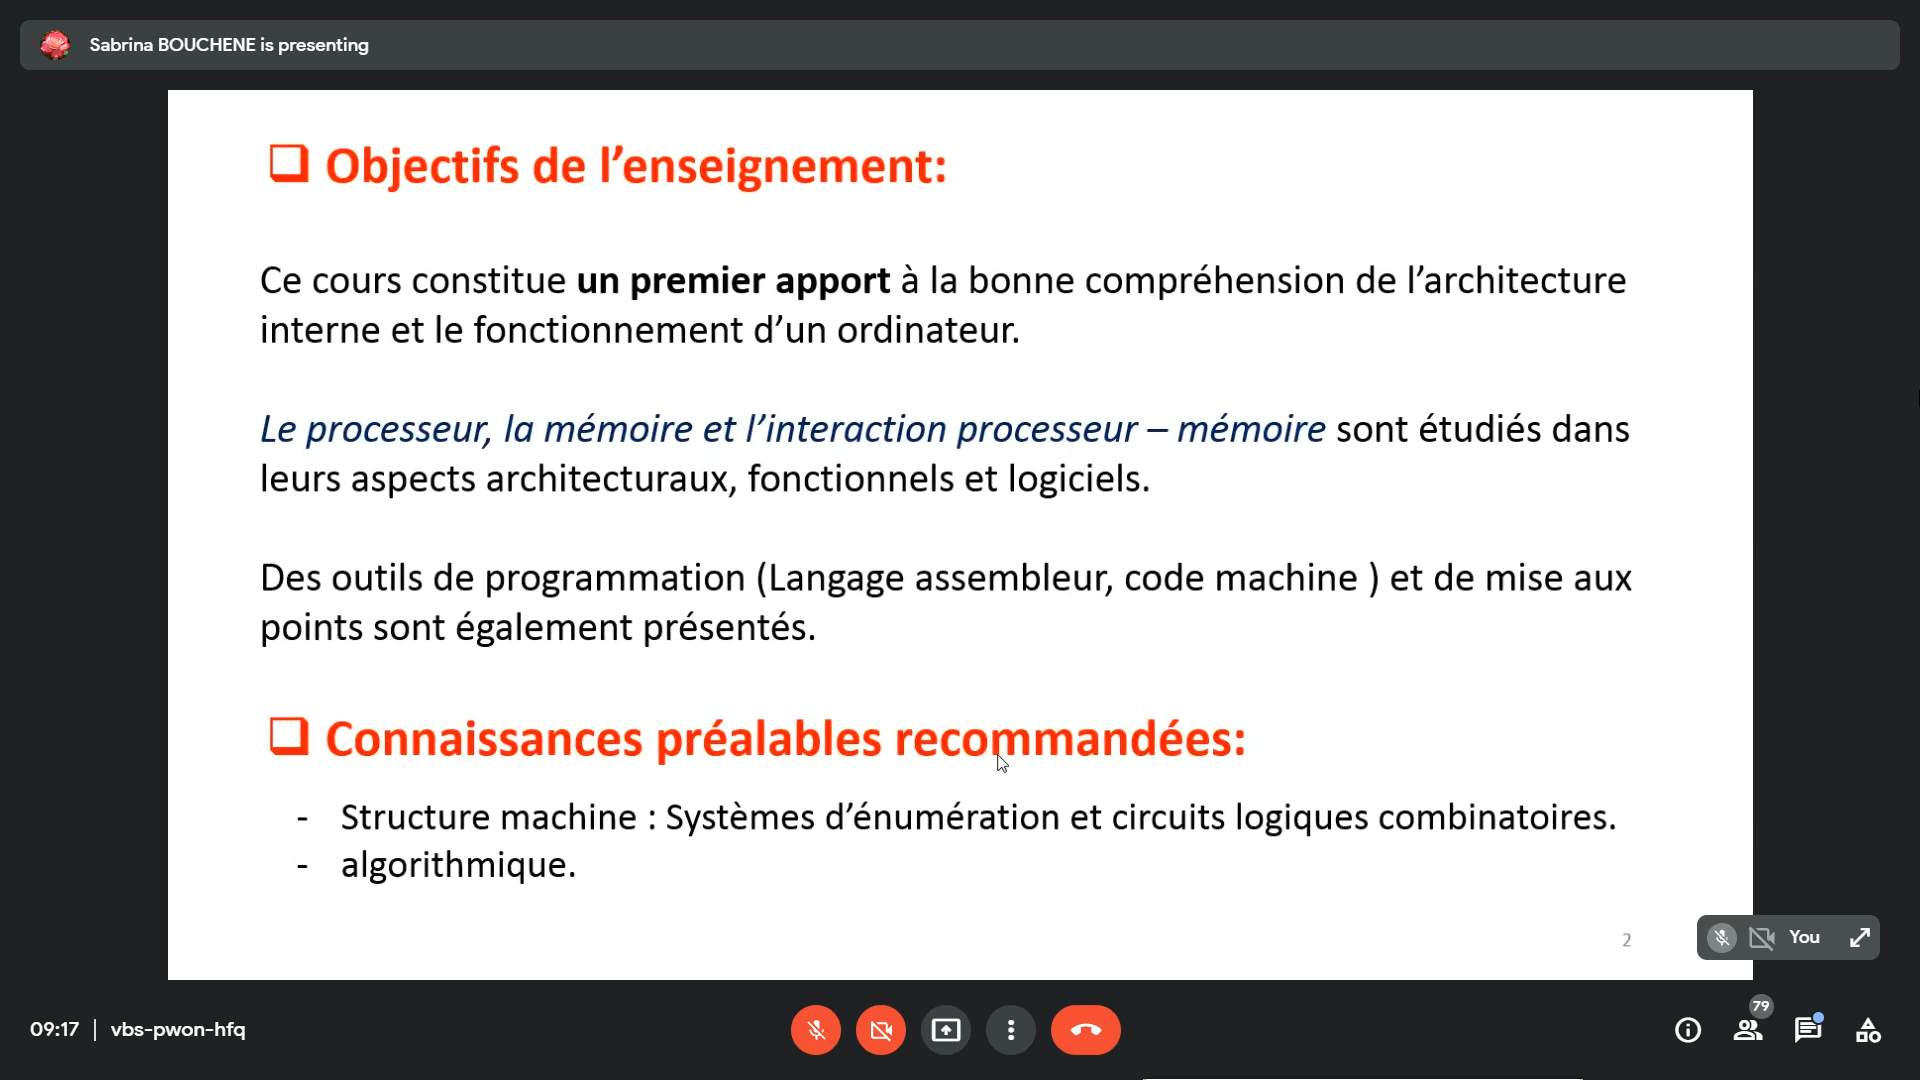 Sabrina BOUCHENE is presenting
Objectifs de l’enseignement:
Ce cours constitue un premier apport à la bonne compréhension de l’architecture
interne et le fonctionnement d’un ordinateur.
Le processeur, la mémoire et l’interaction processeur – mémoire sont étudiés dans
leurs aspects architecturaux, fonctionnels et logiciels.
Des outils de programmation (Langage assembleur, code machine ) et de mise aux
points sont également présentés.
Connaissances préalables recommandées:
- Structure machine : Systèmes d’énumération et circuits logiques combinatoires.
- algorithmique.
2
You
79
09:17 | vbs-pwon-hfq